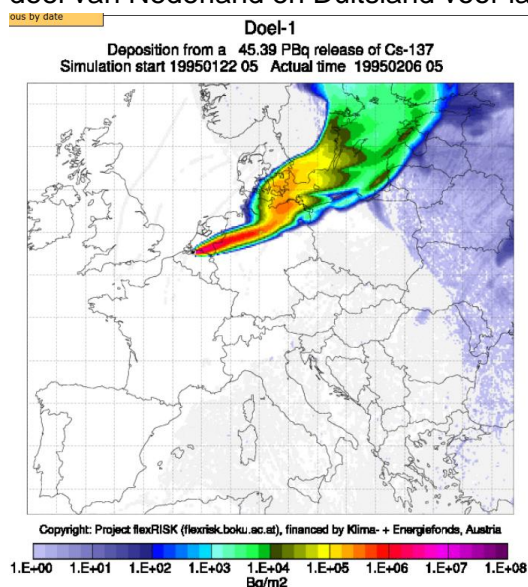 deel van Nederland en Duitsland voor la
ous by date
Doel-1
Deposition from a 45.39 PBq release of Cs-137
Simulation start 19950122 05 Actual time 19950206 05
Copyright: Project flexRISK (flexrisk.boku.ac.at), financed by Klima- + Energiefonds, Austria
1.E+00 1.E+01 1.E+02 1.E+03 1.E+04 1.E+05 1.E+06 1.E+07 1.E+08
Bq/m2